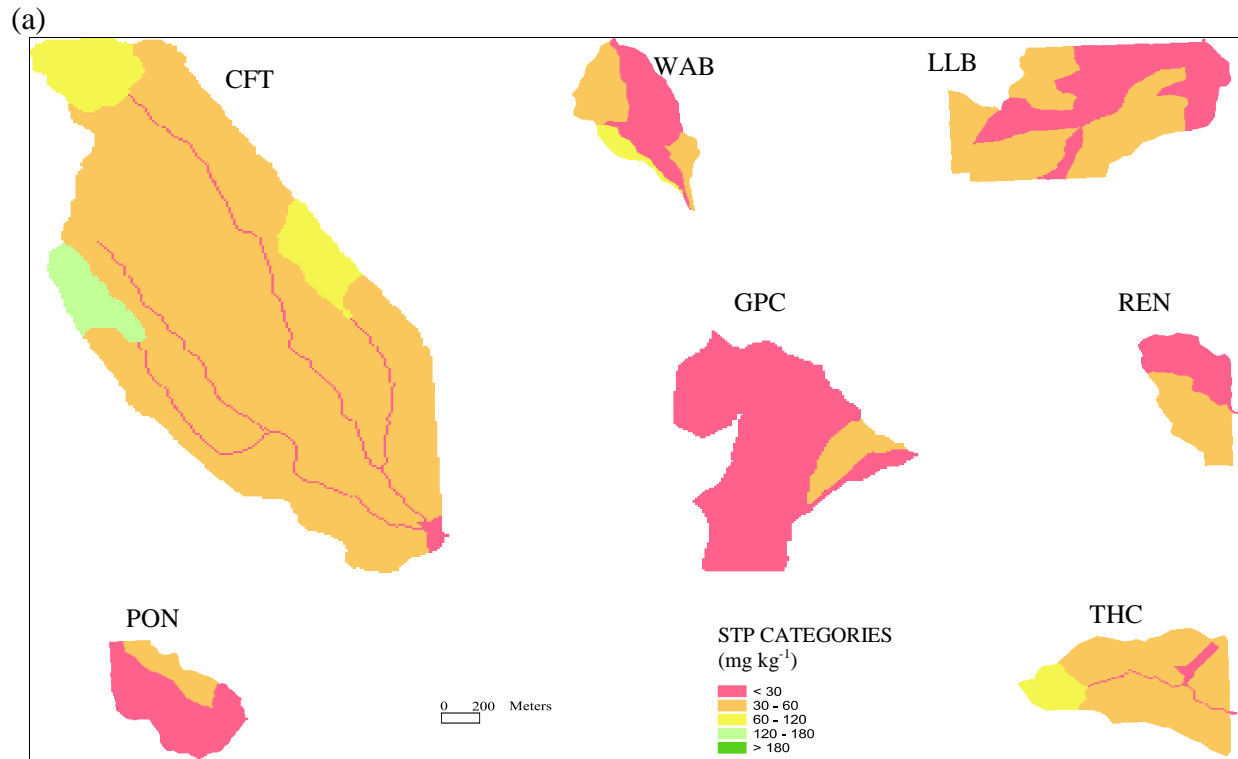 (a)
CFT
WAB
LLB
GPC
REN
PON
THC
STP CATEGORIES
(mg kg-1)
< 30
30 - 60
60 - 120
120 - 180
> 180
0 200 Meters